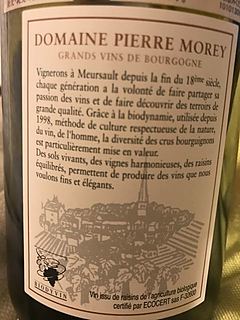 DOMAINE PIERRE MOREY
GRANDS VINS DE BOURGOGNE
Vignerons à Meursault depuis la fin du 18ème siècle,
chaque génération a la volonté de faire partager sa
passion des vins et de faire découvrir des terroirs de
grande qualité. Grâce à la biodynamie, utilisée depuis
1998, méthode de culture respectueuse de la nature,
du vin, de l'homme, la diversité des crus bourguignons
est particulièrement mise en valeur.
Des sols vivants, des vignes harmonieuses, des raisins
équilibrés, permettent de produire des vins que nous
voulons fins et élégants.
BIODYVIN
Vin issu de raisins de l'agriculture biologique
certifié par ECOCERT sas F-32600